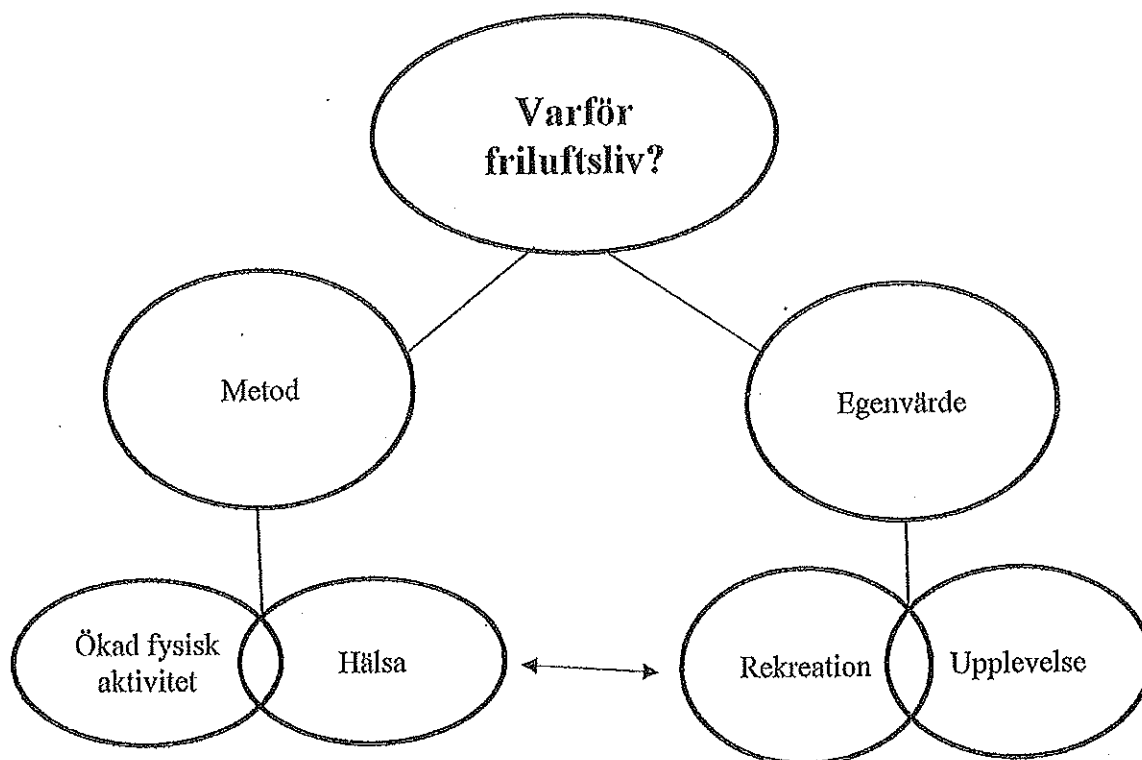 Varför
friluftsliv?
Metod
Egenvärde
Ökad fysisk
aktivitet
Hälsa
Rekreation
Upplevelse